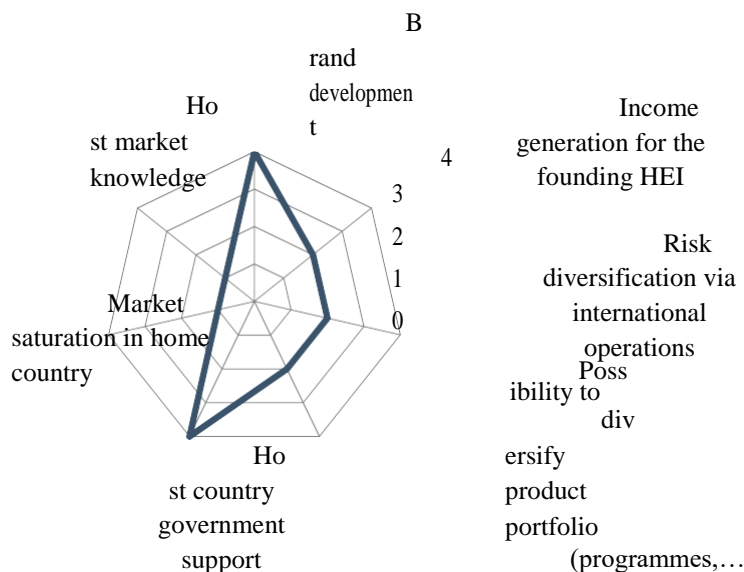 B
rand
developmen
t
Income
generation for the
founding HEI
Risk
diversification via
international
operations
Poss
ibility to
div
ersify
product
portfolio
(programmes,…
Ho
st country
government
support
Market
saturation in home
country
Ho
st market
knowledge
4
3
2
1
0